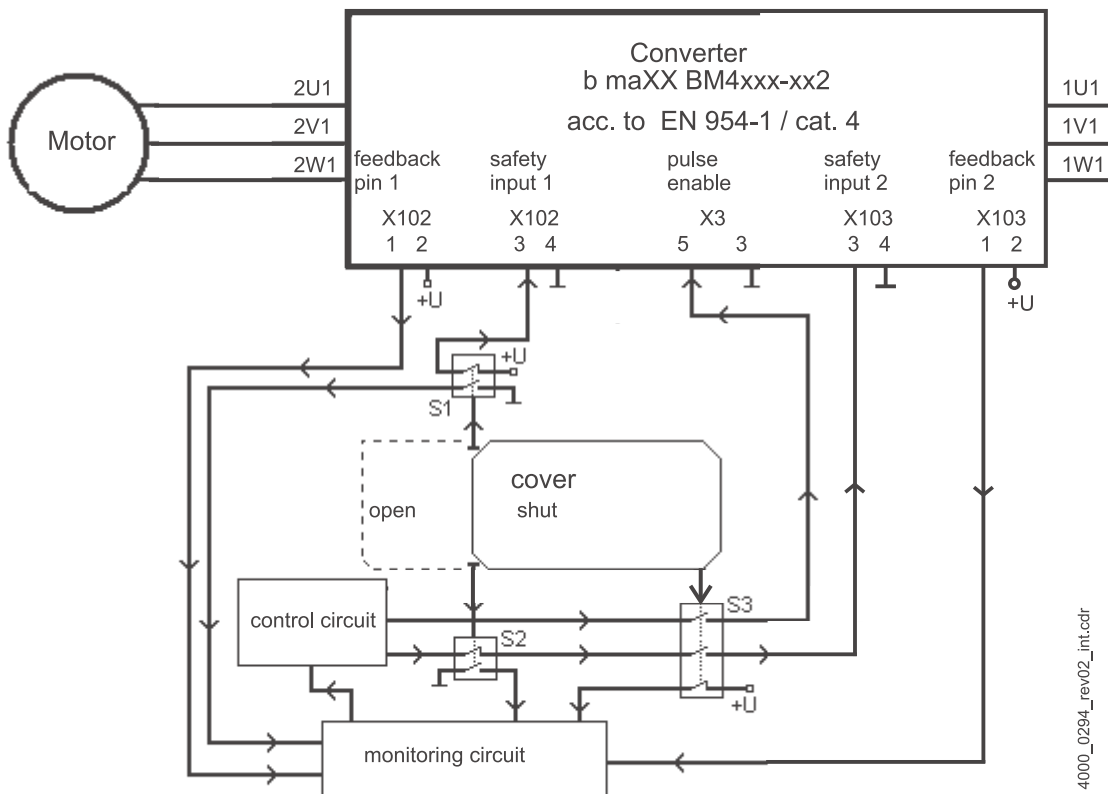 Converter
b maXX BM4xxx-xx2
acc. to EN 954-1 / cat. 4
Motor
2U1
2V1
2W1
1U1
1V1
1W1
feedback
pin 1
safety
input 1
pulse
enable
safety
input 2
feedback
pin 2
X102
X102
X3
X103
X103
1 2
3 4
5 3
3 4
1 2
+U
+U
+U
S1
cover
open
shut
control circuit
S2
S3
+U
monitoring circuit
4000_0294_rev02_int.cdr